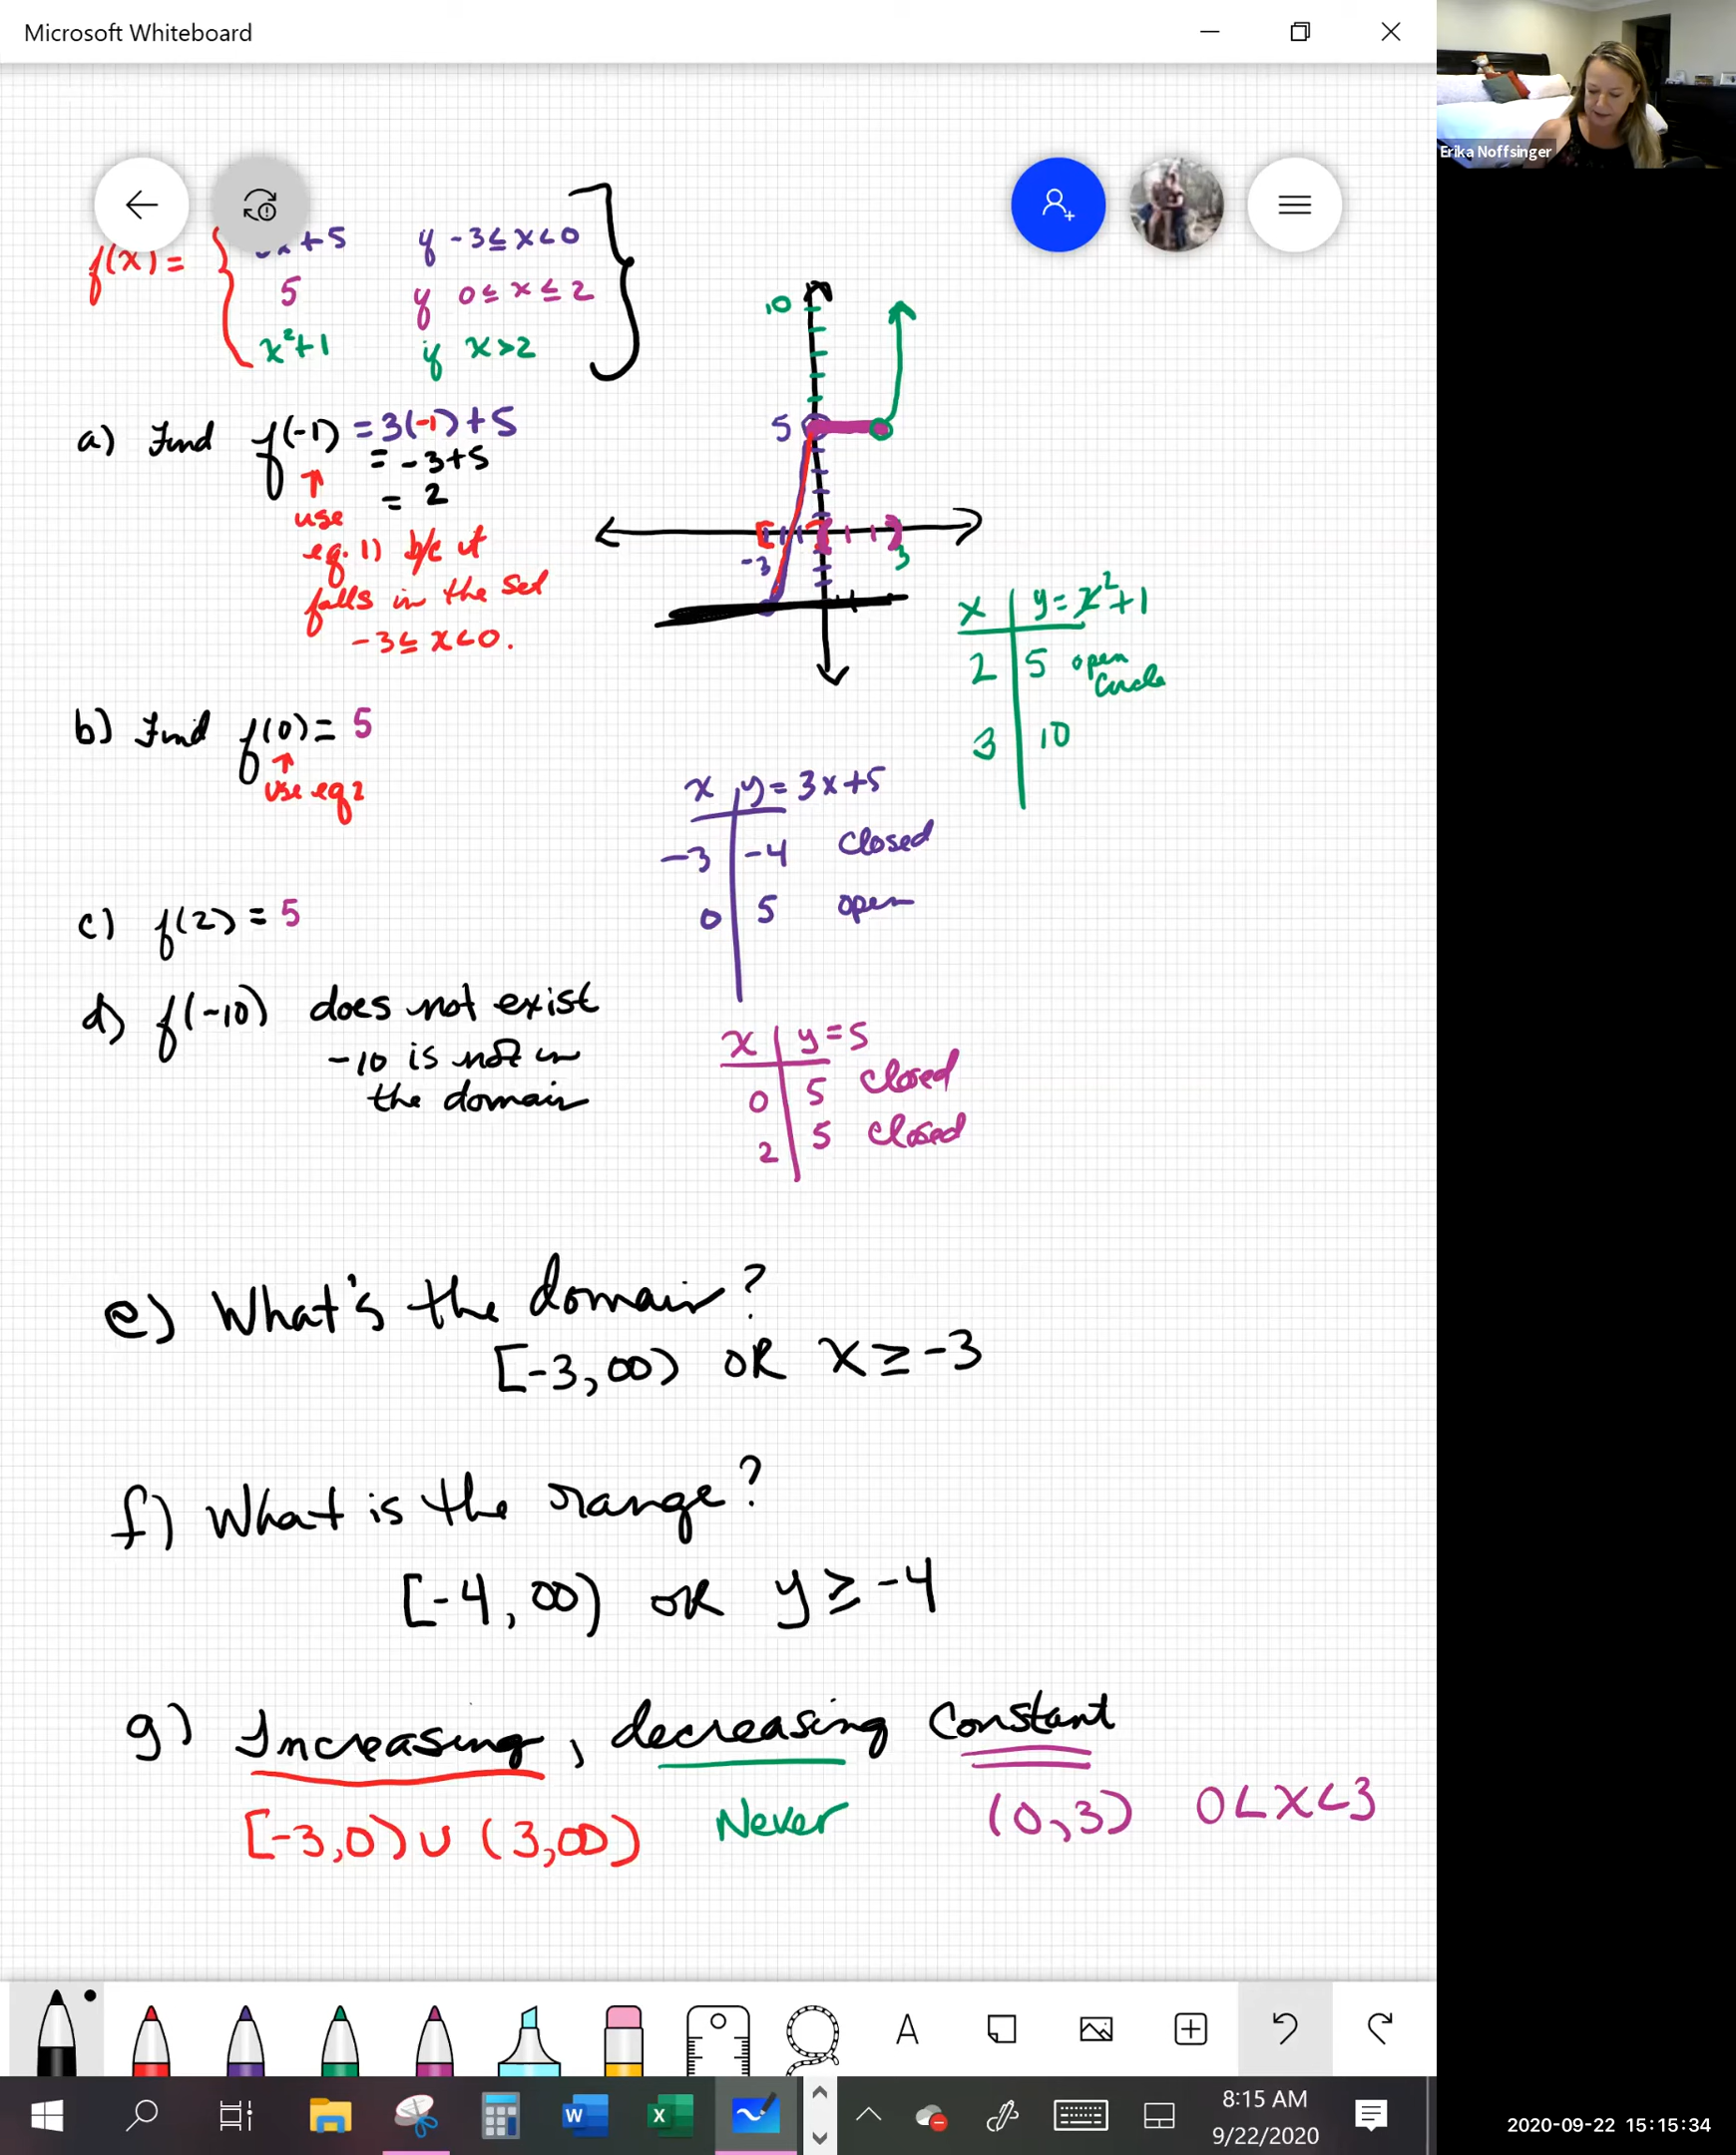 Microsoft Whiteboard
Erika Noffsinger
f(x) = { x+5 if -3 ≤ x < 0
5 if 0 ≤ x ≤ 2
x²+1 if x > 2
a) Find f(-1) = 3(-1)+5
= -3+5
= 2
↑
use
eq. 1) b/c it
falls in the set
-3 ≤ x < 0.
10
5
-3
3
x | y = x²+1
2 | 5 open circle
3 | 10
b) Find f(0) = 5
↑
use eq 2
x | y = 3x+5
-3 | -4 closed
0 | 5 open
c) f(2) = 5
d) f(-10) does not exist
-10 is not in
the domain
x | y = 5
0 | 5 closed
2 | 5 closed
e) What's the domain?
[-3, ∞) OR x ≥ -3
f) What is the range?
[-4, ∞) OR y ≥ -4
g) Increasing, decreasing constant
[-3,0) ∪ (3,∞) Never (0,3) 0<x<3
8:15 AM
9/22/2020
2020-09-22 15:15:34